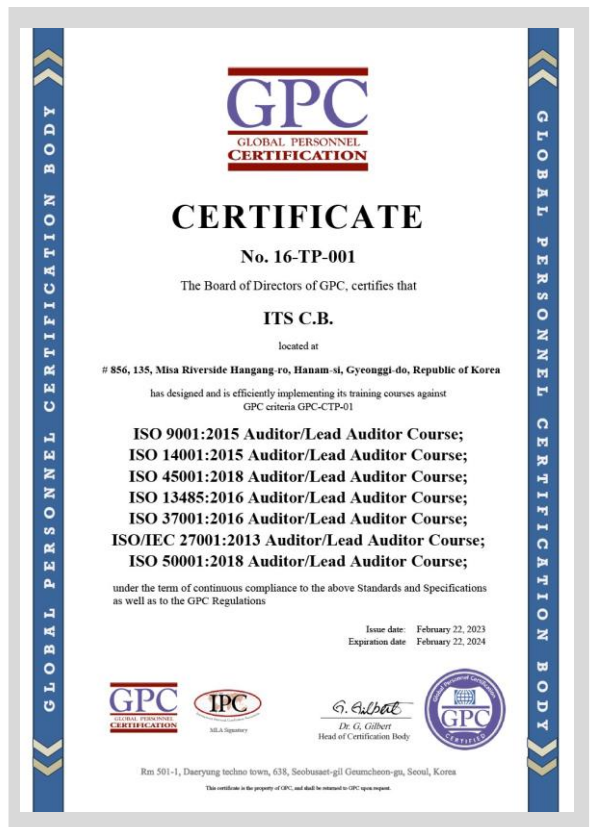 GLOBAL PERSONNEL CERTIFICATION BODY
GLOBAL PERSONNEL CERTIFICATION BODY
GPC
GLOBAL PERSONNEL
CERTIFICATION
CERTIFICATE
No. 16-TP-001
The Board of Directors of GPC, certifies that
ITS C.B.
located at
# 856, 135, Misa Riverside Hangang-ro, Hanam-si, Gyeonggi-do, Republic of Korea
has designed and is efficiently implementing its training courses against
GPC criteria GPC-CTP-01
ISO 9001:2015 Auditor/Lead Auditor Course;
ISO 14001:2015 Auditor/Lead Auditor Course;
ISO 45001:2018 Auditor/Lead Auditor Course;
ISO 13485:2016 Auditor/Lead Auditor Course;
ISO 37001:2016 Auditor/Lead Auditor Course;
ISO/IEC 27001:2013 Auditor/Lead Auditor Course;
ISO 50001:2018 Auditor/Lead Auditor Course;
under the term of continuous compliance to the above Standards and Specifications
as well as to the GPC Regulations
Issue date: February 22, 2023
Expiration date February 22, 2024
GPC
GLOBAL PERSONNEL
CERTIFICATION
IPC
MLA Signatory
G. Gilbert
Dr. G, Gilbert
Head of Certification Body
Global Personnel Certification
GPC
CERTIFIED
Rm 501-1, Daeryung techno town, 638, Seobusaet-gil Geumcheon-gu, Seoul, Korea
This certificate is the property of GPC, and shall be returned to GPC upon request.